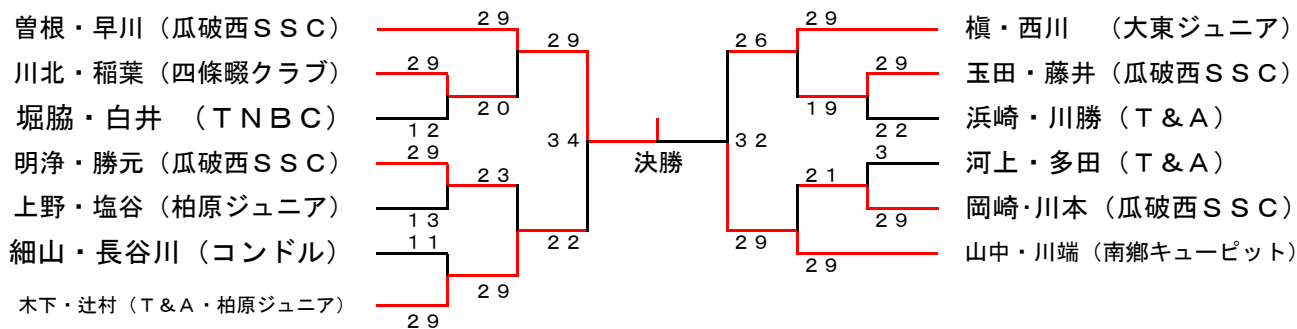 曽根・早川（瓜破西ＳＳＣ）
川北・稲葉（四條畷クラブ）
堀脇・白井　（ＴＮＢＣ）
明浄・勝元（瓜破西ＳＳＣ）
上野・塩谷（柏原ジュニア）
細山・長谷川（コンドル）
木下・辻村（Ｔ＆Ａ・柏原ジュニア）
２９
２９
１２
２９
１３
１１
２９
２０
２３
２９
２９
２２
３４
決勝
３２
２６
２９
１９
２１
２９
２９
２２
３
２９
２９
槇・西川　（大東ジュニア）
玉田・藤井（瓜破西ＳＳＣ）
浜崎・川勝（Ｔ＆Ａ）
河上・多田（Ｔ＆Ａ）
岡崎・川本（瓜破西ＳＳＣ）
山中・川端（南郷キューピット）